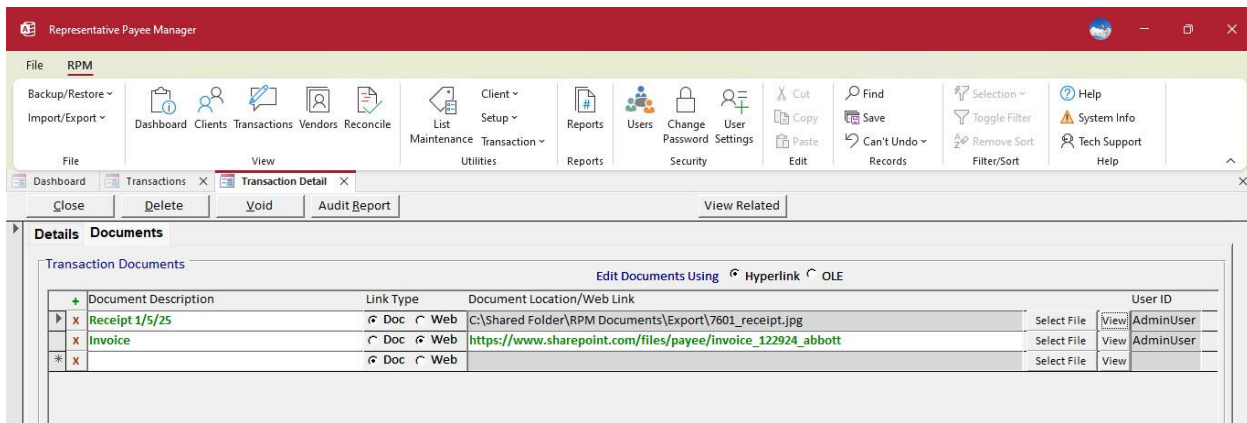 Representative Payee Manager
File RPM
Backup/Restore
Import/Export
File
Dashboard Clients Transactions Vendors Reconcile
View
List Maintenance
Client
Setup
Transaction
Utilities
#
Reports
Reports
Users Change Password User Settings
Security
Cut
Copy
Paste
Edit
Find
Save
Can't Undo
Records
Selection
Toggle Filter
Remove Sort
Filter/Sort
Help
System Info
Tech Support
Help
Dashboard Transactions X Transaction Detail X
Close Delete Void Audit Report View Related
Details Documents
Transaction Documents
Edit Documents Using Hyperlink OLE
+ Document Description Link Type Document Location/Web Link User ID
x Receipt 1/5/25 Doc Web C:\Shared Folder\RPM Documents\Export\7601_receipt.jpg Select File View AdminUser
x Invoice Doc Web https://www.sharepoint.com/files/payee/invoice_122924_abbott Select File View AdminUser
* x Doc Web Select File View